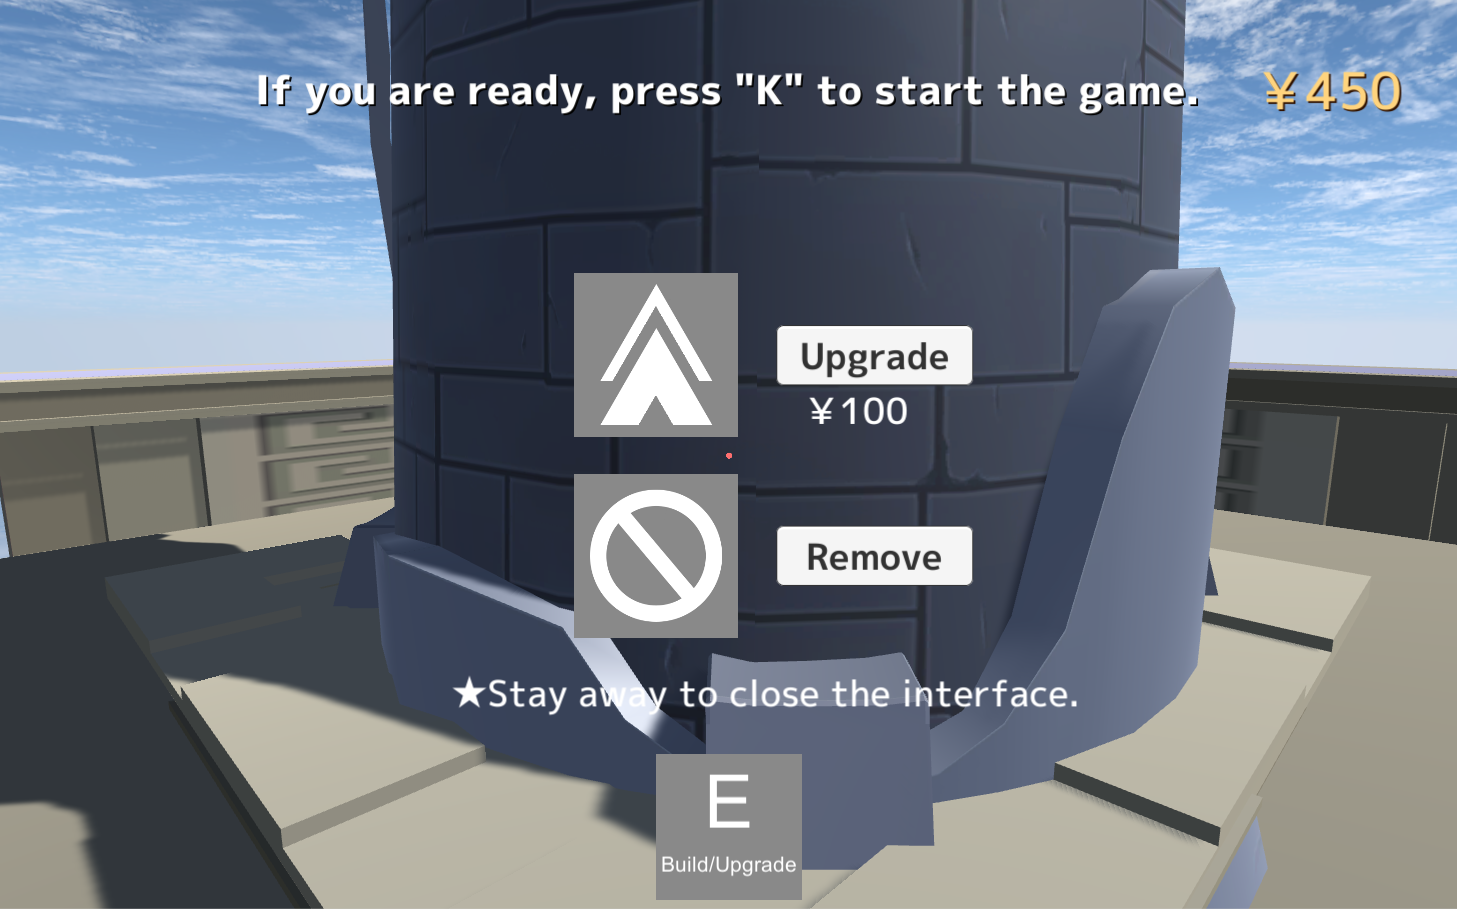 If you are ready, press "K" to start the game.
￥450
Upgrade
￥100
Remove
★Stay away to close the interface.
E
Build/Upgrade